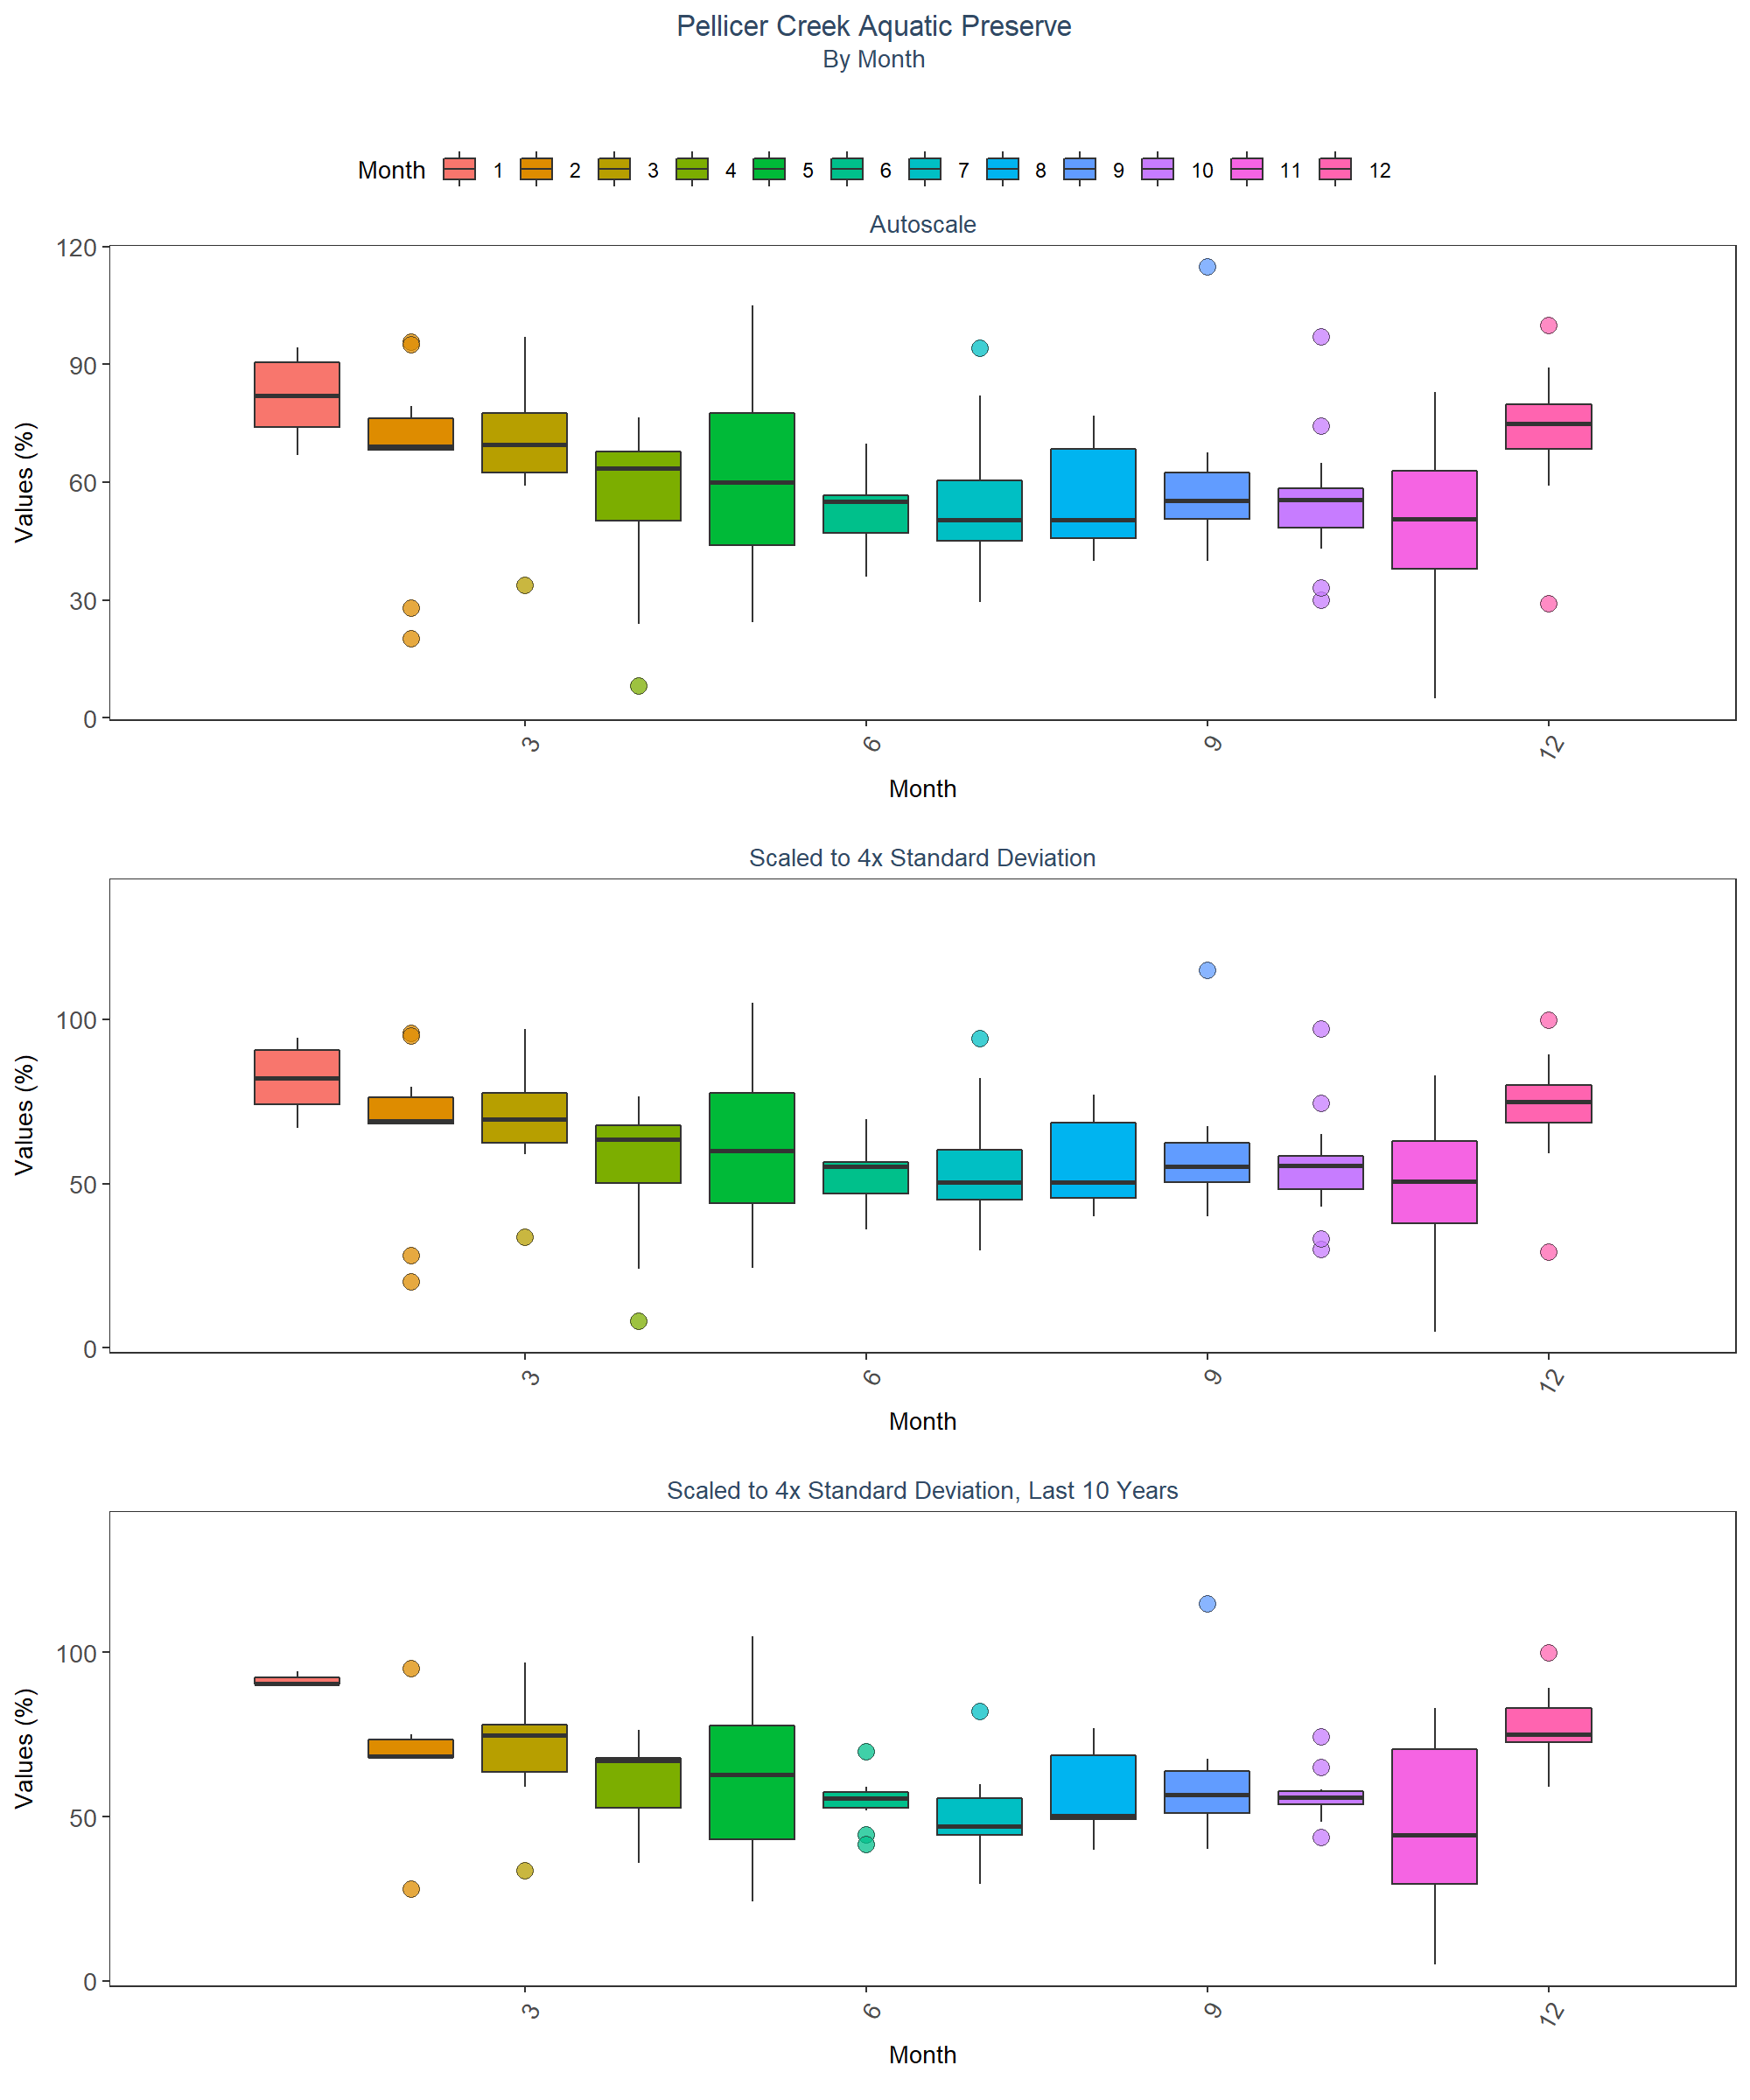 Pellicer Creek Aquatic Preserve
By Month
Month 1 2 3 4 5 6 7 8 9 10 11 12
Autoscale
Values (%)
120
90
60
30
0
3 6 9 12
Month
Scaled to 4x Standard Deviation
Values (%)
100
50
0
3 6 9 12
Month
Scaled to 4x Standard Deviation, Last 10 Years
Values (%)
100
50
0
3 6 9 12
Month